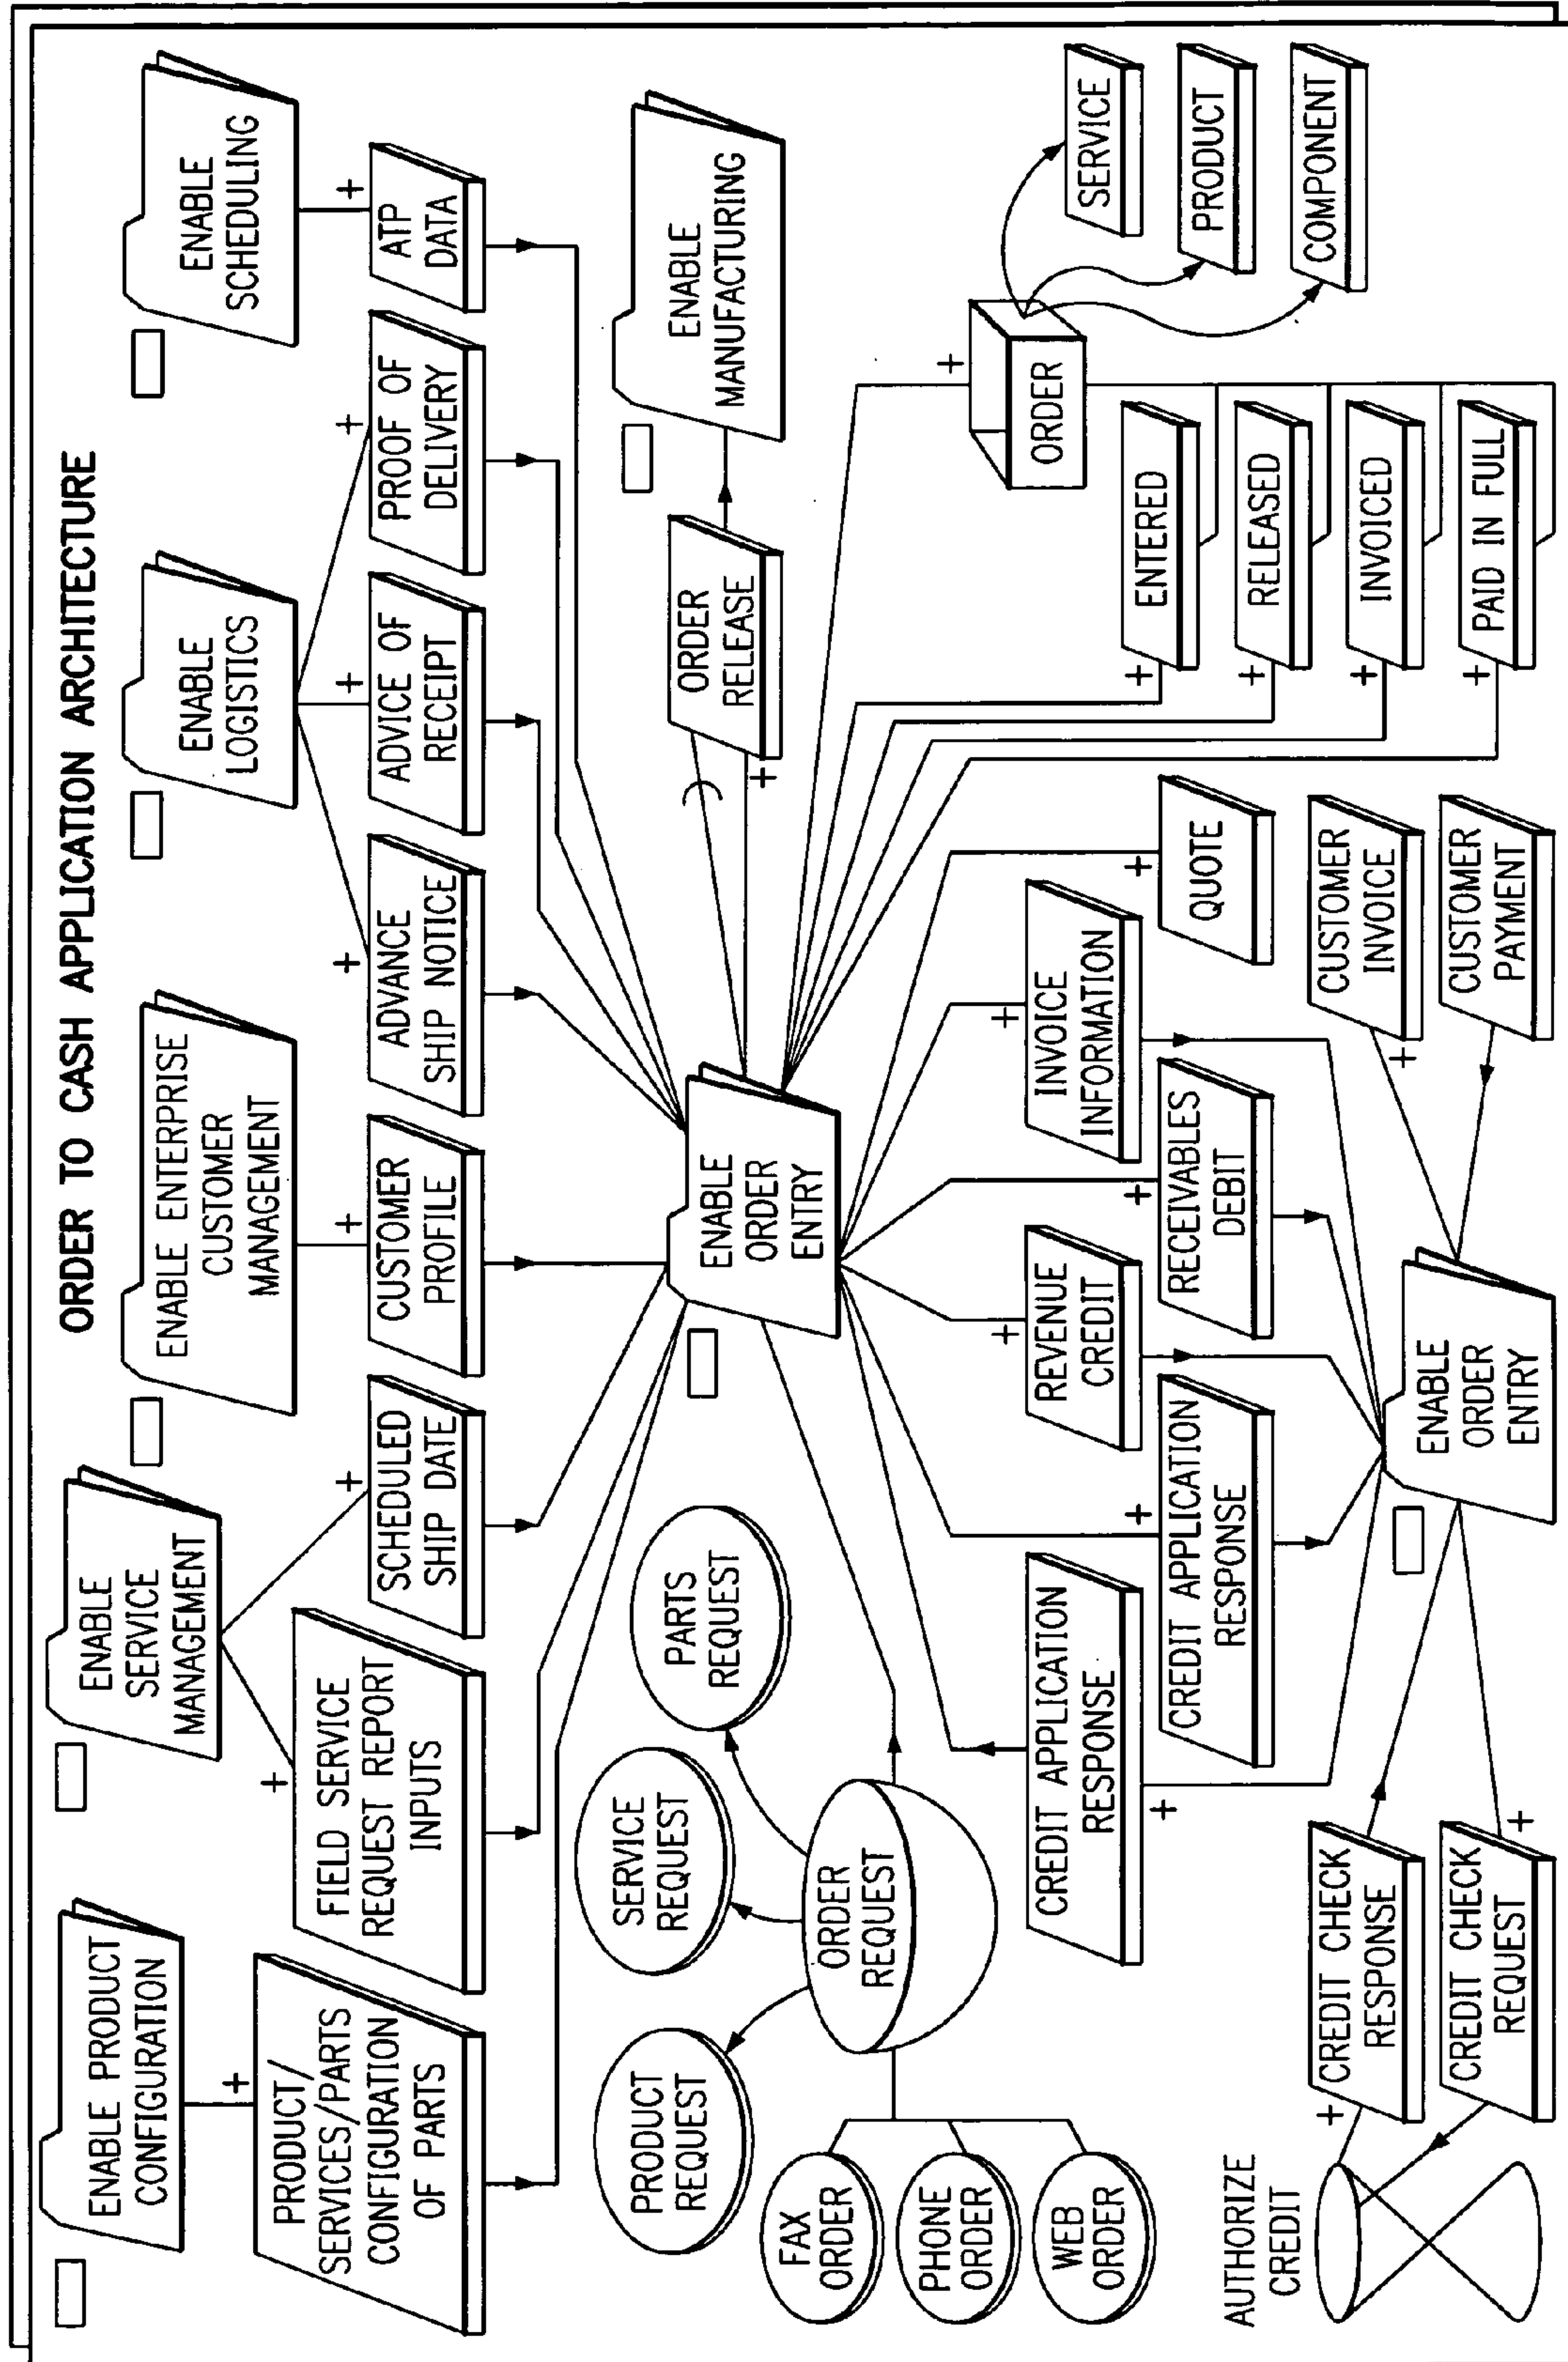 ORDER TO CASH APPLICATION ARCHITECTURE
ENABLE PRODUCT
CONFIGURATION
ENABLE
SERVICE
MANAGEMENT
ENABLE ENTERPRISE
CUSTOMER
MANAGEMENT
ENABLE
LOGISTICS
ENABLE
SCHEDULING
+
+
+
+
+
+
+
+
PRODUCT/
SERVICES/PARTS
CONFIGURATION
OF PARTS
FIELD SERVICE
REQUEST REPORT
INPUTS
SCHEDULED
SHIP DATE
CUSTOMER
PROFILE
ADVANCE
SHIP NOTICE
ADVICE OF
RECEIPT
PROOF OF
DELIVERY
ATP
DATA
PRODUCT
REQUEST
SERVICE
REQUEST
PARTS
REQUEST
ENABLE
ORDER
ENTRY
ORDER
RELEASE
+
ENABLE
MANUFACTURING
FAX
ORDER
PHONE
ORDER
WEB
ORDER
ORDER
REQUEST
+
ORDER
SERVICE
PRODUCT
COMPONENT
CREDIT APPLICATION
RESPONSE
+
+
REVENUE
CREDIT
+
INVOICE
INFORMATION
+
ENTERED
+
RELEASED
+
INVOICED
+
PAID IN FULL
+
CREDIT APPLICATION
RESPONSE
+
RECEIVABLES
DEBIT
+
QUOTE
AUTHORIZE
CREDIT
+
CREDIT CHECK
RESPONSE
CREDIT CHECK
REQUEST
+
ENABLE
ORDER
ENTRY
+
CUSTOMER
INVOICE
CUSTOMER
PAYMENT